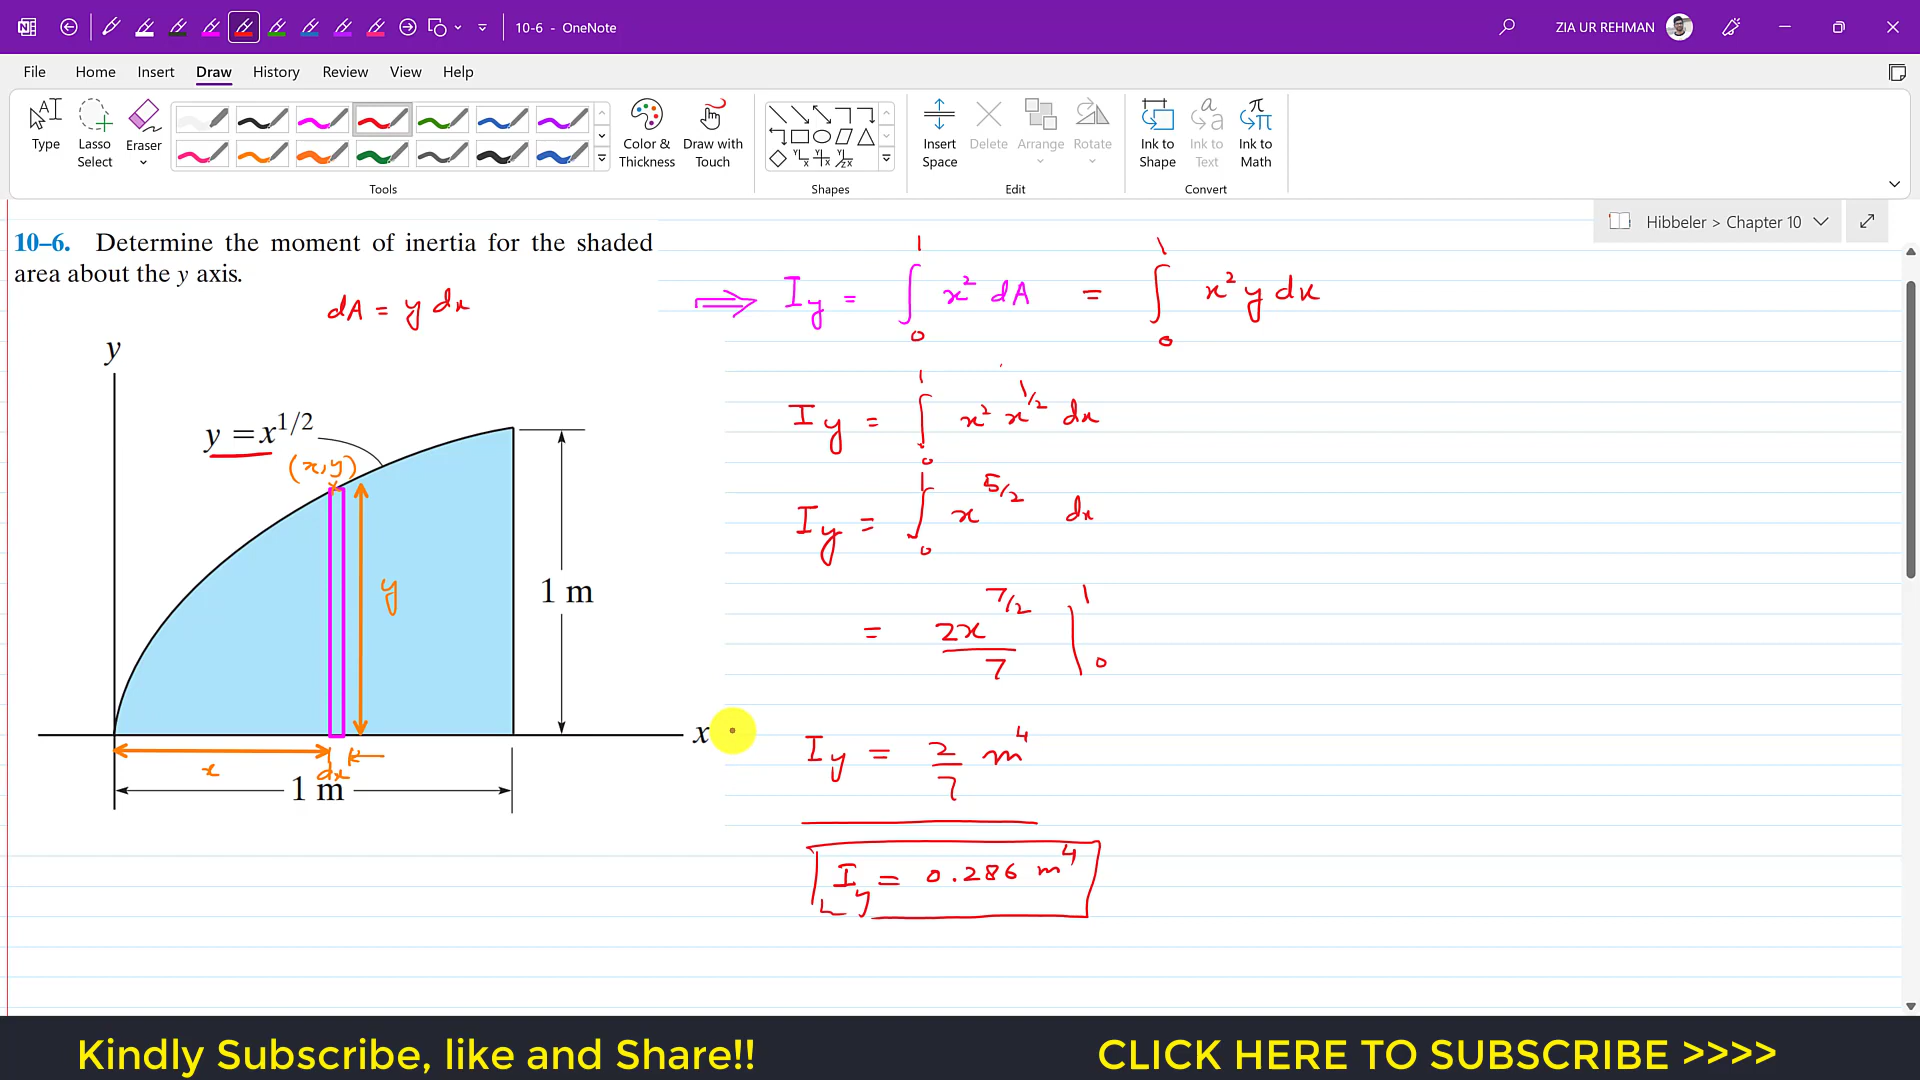 10-6 - OneNote
ZIA UR REHMAN
File Home Insert Draw History Review View Help
Type
Lasso Select
Eraser
Color & Thickness
Draw with Touch
Insert Space
Delete
Arrange
Rotate
Ink to Shape
Ink to Text
Ink to Math
Tools
Shapes
Edit
Convert
Hibbeler > Chapter 10
10–6. Determine the moment of inertia for the shaded
area about the y axis.
dA = y dx
y
y = x^1/2
(x,y)
y
1 m
x
x
dx
1 m
⇒ Iy = ∫₀¹ x² dA = ∫₀¹ x² y dx
Iy = ∫₀¹ x² x^1/2 dx
Iy = ∫₀¹ x^5/2 dx
= 2x^7/2 / 7 |₀¹
Iy = 2/7 m⁴
Iy = 0.286 m⁴
Kindly Subscribe, like and Share!!
CLICK HERE TO SUBSCRIBE >>>>